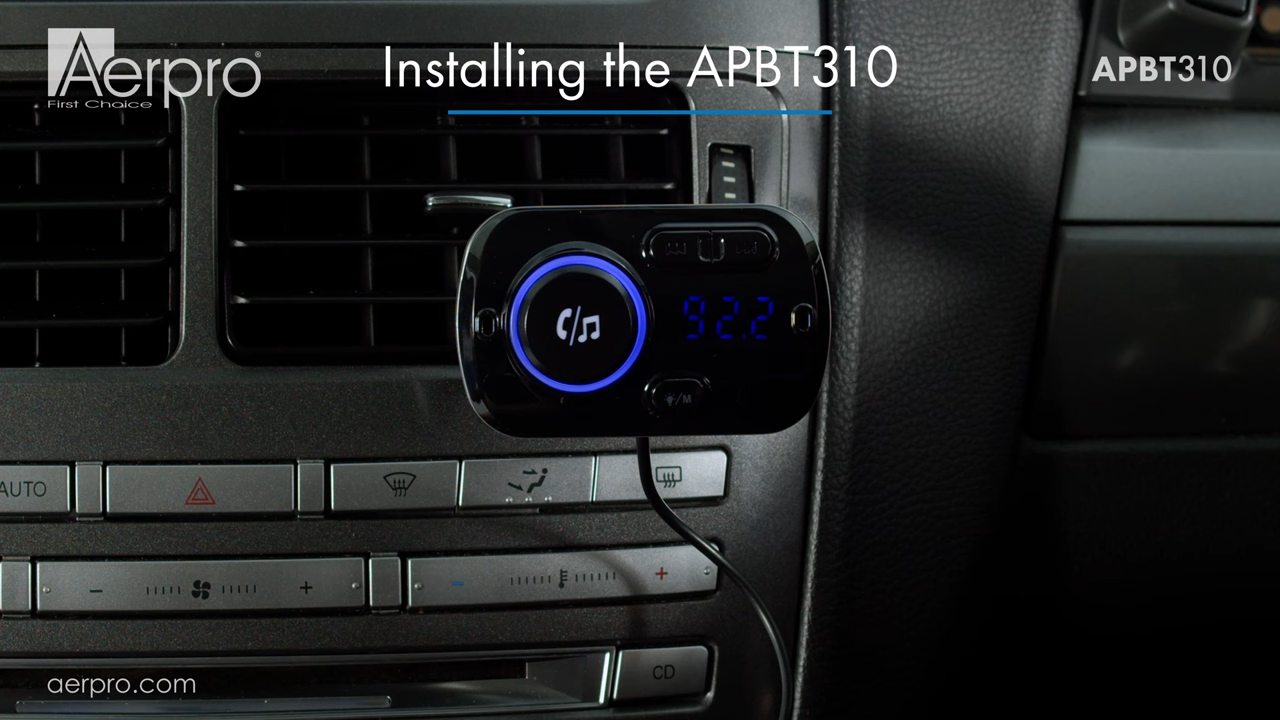 Aerpro®
First Choice
Installing the APBT310
APBT310
92.2
/M
AUTO
CD
aerpro.com